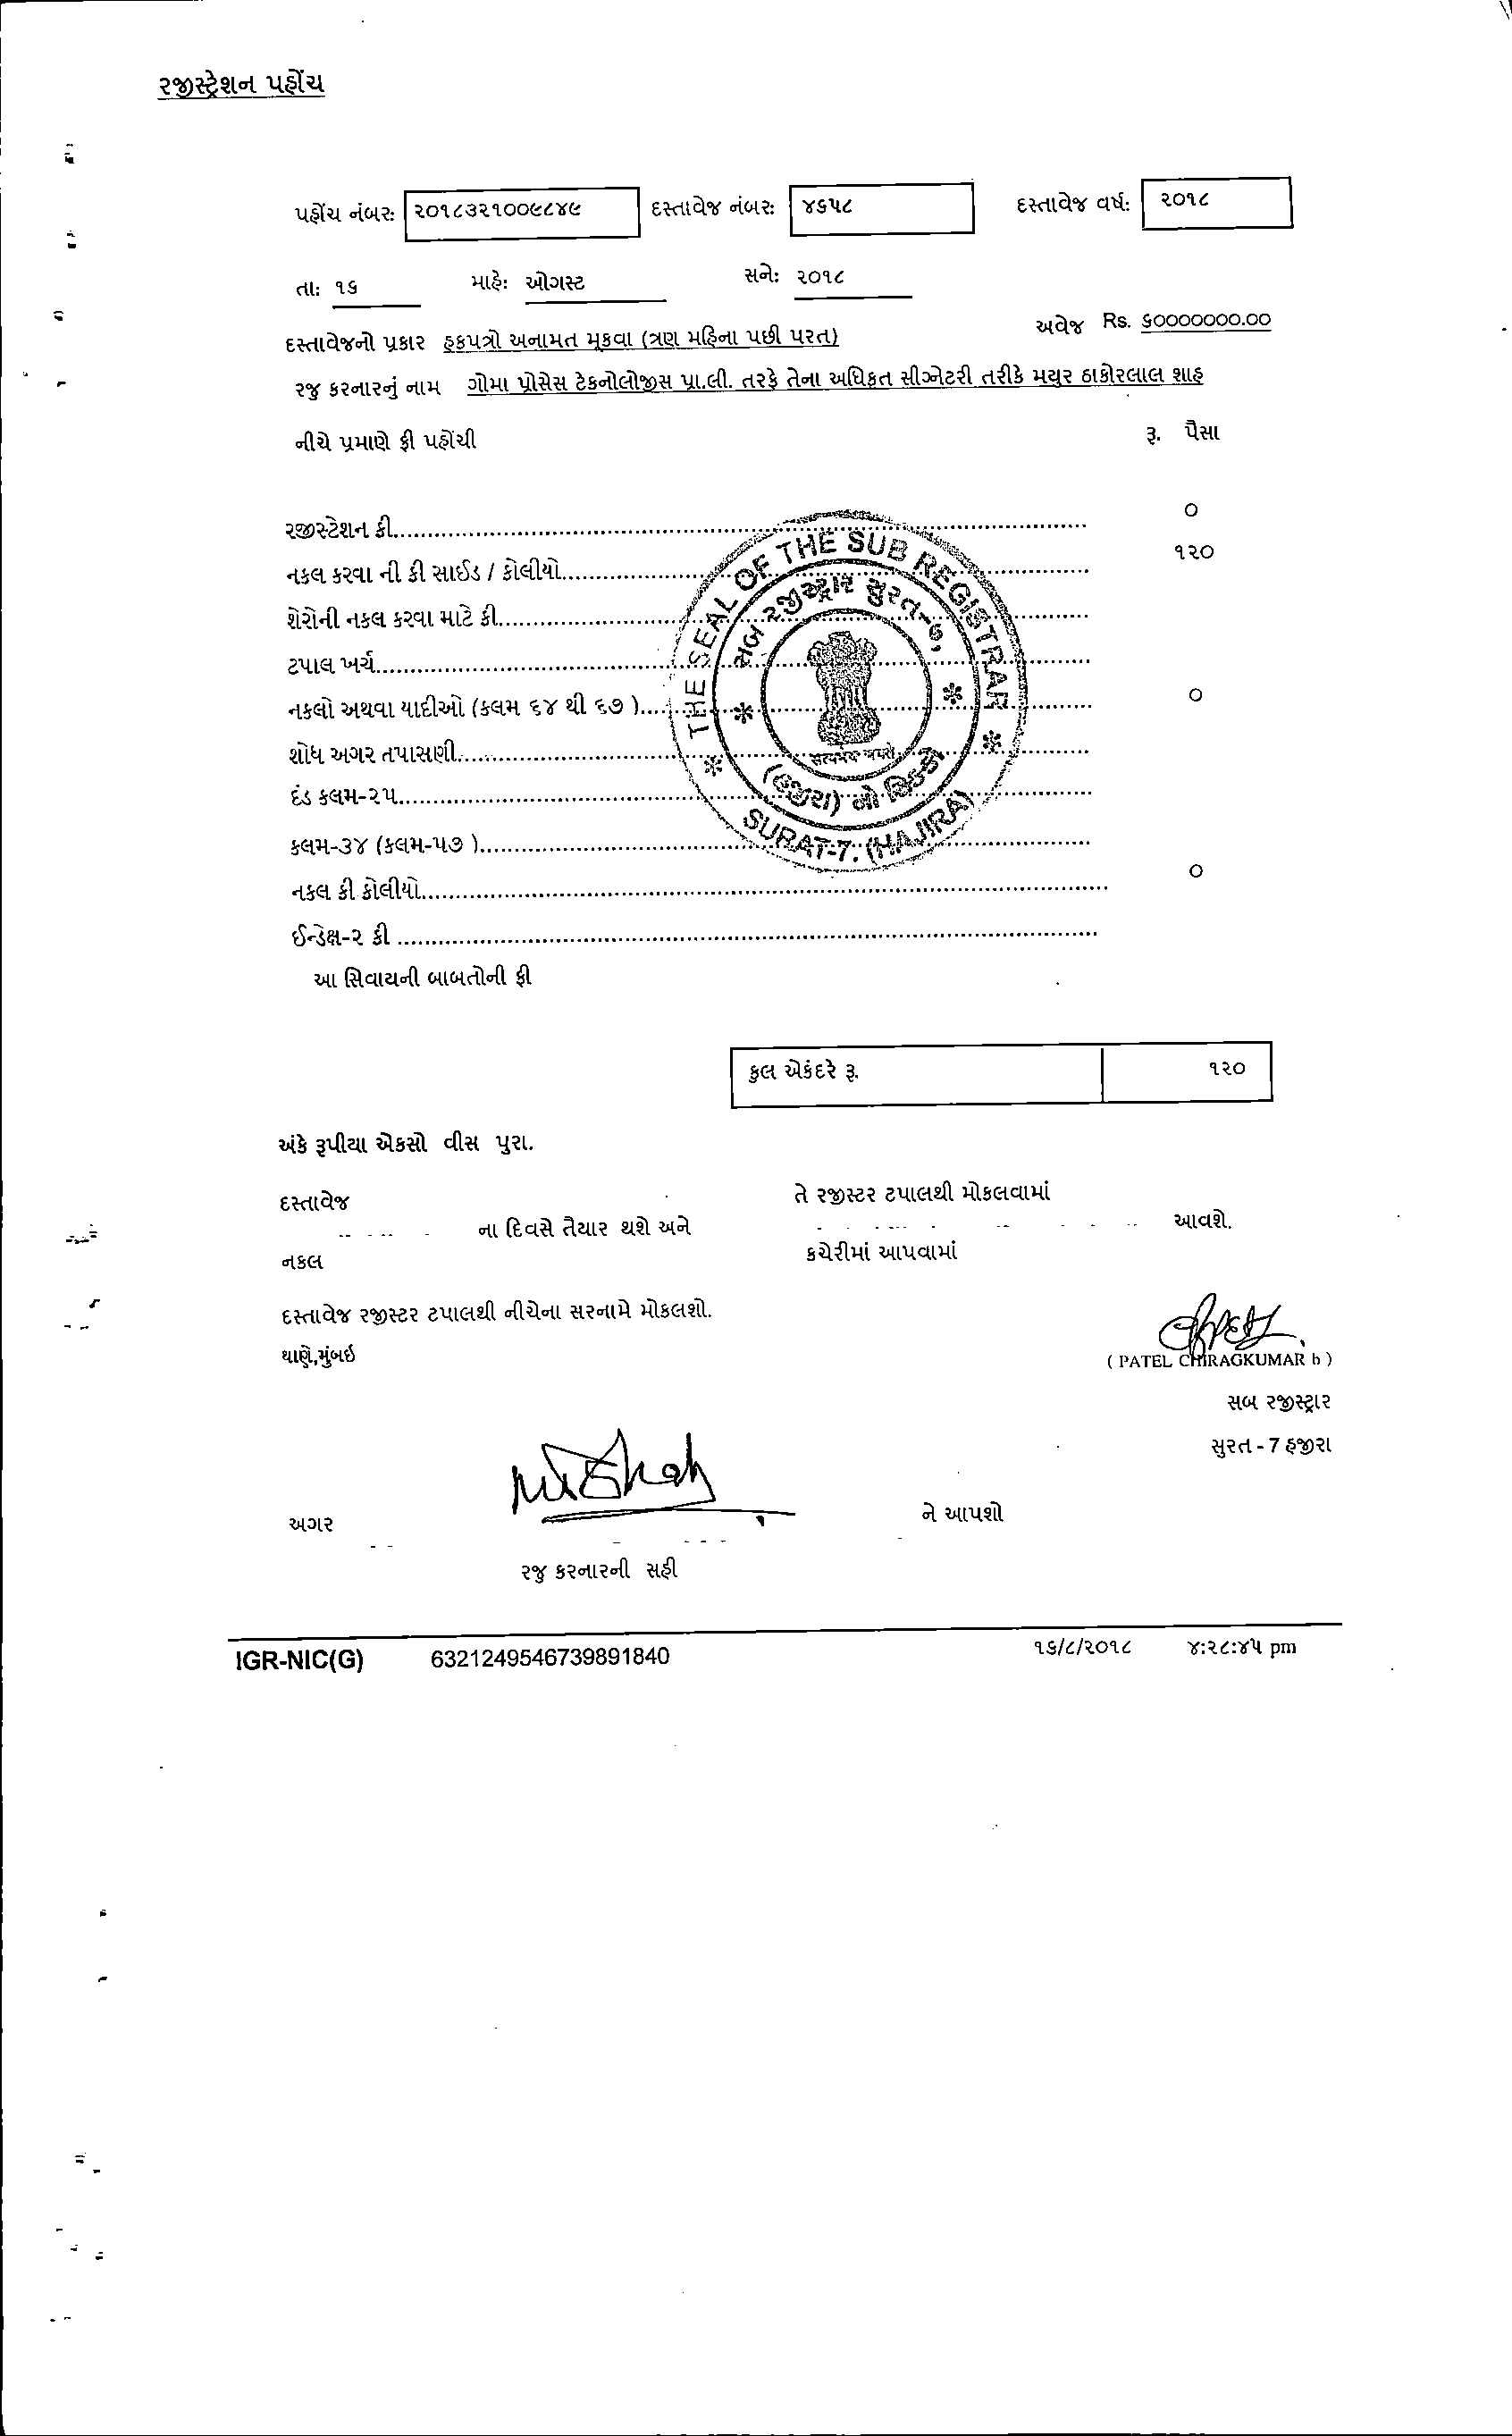 રજીસ્ટ્રેશન પહોંચ
પહોંચ નંબર: ૨૦૧૮૩૨૧૦૦૯૮૪૯ દસ્તાવેજ નંબર: ૪૬૫૮ દસ્તાવેજ વર્ષ: ૨૦૧૮
તા: ૧૬ માહે: ઓગસ્ટ સને: ૨૦૧૮
દસ્તાવેજનો પ્રકાર હકપત્રો અનામત મૂકવા (ત્રણ મહિના પછી પરત) અવેજ Rs. ૬૦૦૦૦૦૦૦.૦૦
રજુ કરનારનું નામ ગોમા પ્રોસેસ ટેકનોલોજીસ પ્રા.લી. તરફે તેના અધિકૃત સીગ્નેટરી તરીકે મયુર ઠાકોરલાલ શાહ
નીચે પ્રમાણે ફી પહોંચી રૂ. પૈસા
રજીસ્ટેશન ફી ૦
નકલ કરવા ની ફી સાઈડ / ફોલીયો ૧૨૦
શેરોની નકલ કરવા માટે ફી
ટપાલ ખર્ચ
નકલો અથવા યાદીઓ (કલમ ૬૪ થી ૬૭ ) ૦
શોધ અગર તપાસણી
દંડ કલમ-૨૫
કલમ-૩૪ (કલમ-૫૭ )
નકલ ફી ફોલીયો ૦
ઈન્ડેક્ષ-૨ ફી
આ સિવાયની બાબતોની ફી
THE SEAL OF THE SUB REGISTRAR
સબ રજીસ્ટ્રાર સુરત-૭,
सत्यमेव जयते
(હજીરા) નો સિક્કો
SURAT-7. (HAJIRA)
કુલ એકંદરે રૂ. ૧૨૦
અંકે રૂપીયા એકસો વીસ પુરા.
દસ્તાવેજ તે રજીસ્ટર ટપાલથી મોકલવામાં
ના દિવસે તૈયાર થશે અને આવશે.
નકલ કચેરીમાં આપવામાં
દસ્તાવેજ રજીસ્ટર ટપાલથી નીચેના સરનામે મોકલશો.
થાણે,મુંબઇ
( PATEL CHIRAGKUMAR b )
સબ રજીસ્ટ્રાર
સુરત - 7 હજીરા
અગર ને આપશો
રજુ કરનારની સહી
IGR-NIC(G) 6321249546739891840 ૧૬/૮/૨૦૧૮ ૪:૨૮:૪૫ pm